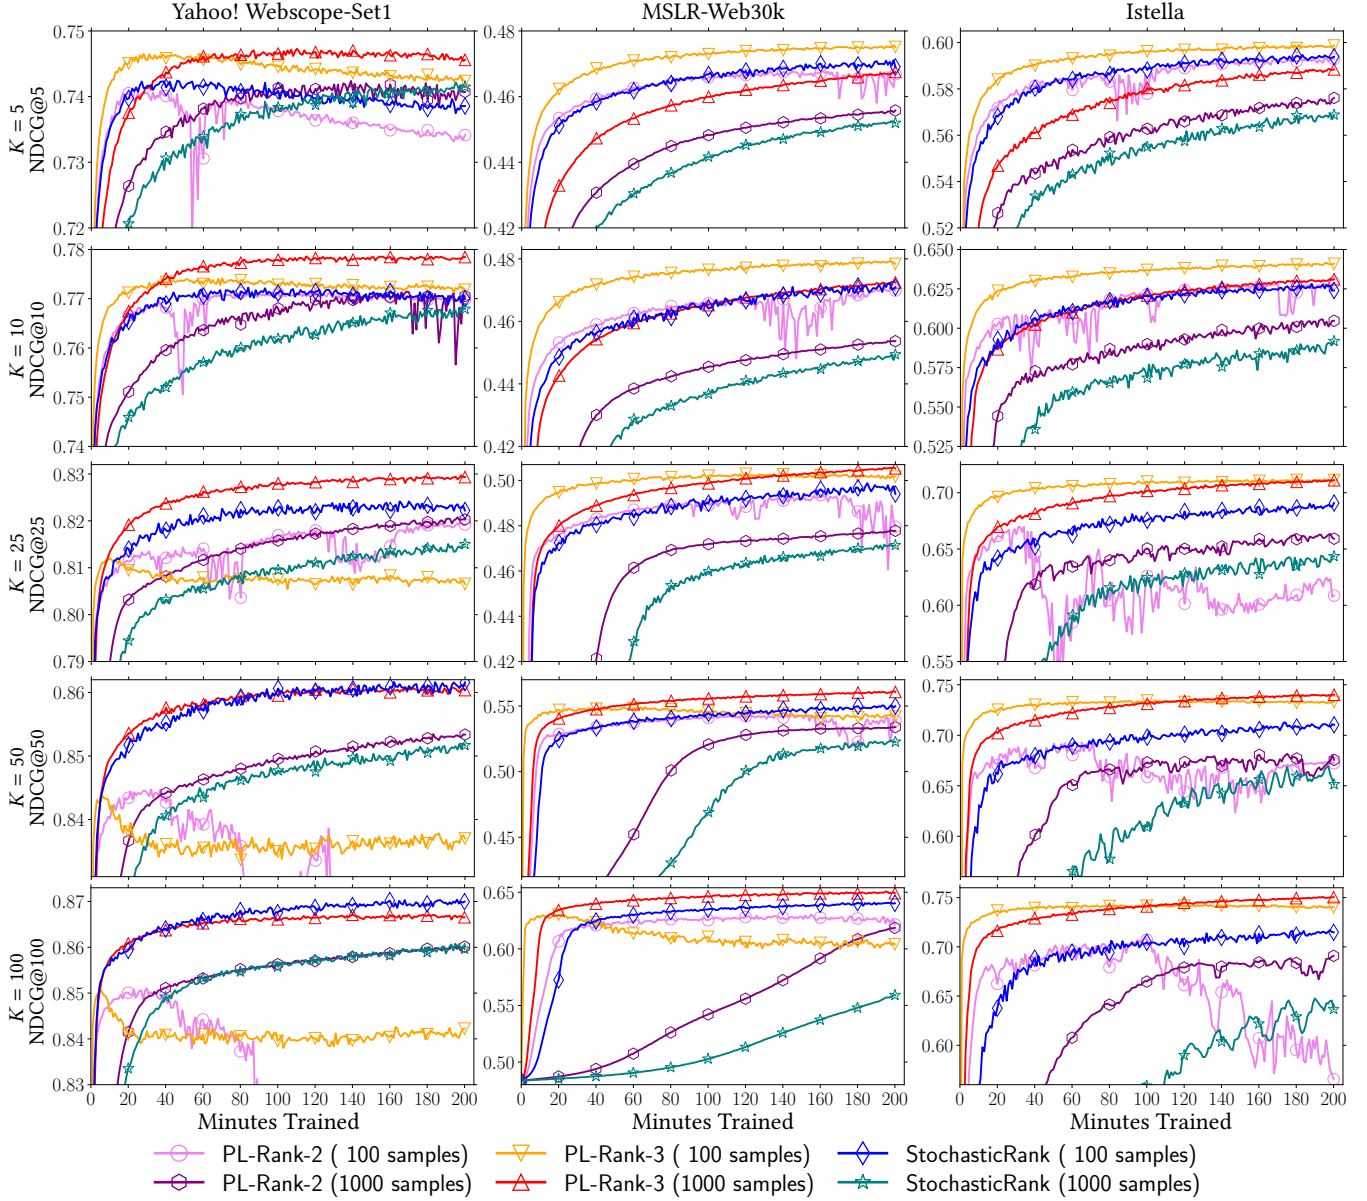 Yahoo! Webscope-Set1 MSLR-Web30k Istella
K = 5
NDCG@5
0.75 0.74 0.73 0.72
0.48 0.46 0.44 0.42
0.60 0.58 0.56 0.54 0.52
K = 10
NDCG@10
0.78 0.77 0.76 0.75 0.74
0.48 0.46 0.44 0.42
0.650 0.625 0.600 0.575 0.550 0.525
K = 25
NDCG@25
0.83 0.82 0.81 0.80 0.79
0.50 0.48 0.46 0.44 0.42
0.70 0.65 0.60 0.55
K = 50
NDCG@50
0.86 0.85 0.84
0.55 0.50 0.45
0.75 0.70 0.65 0.60
K = 100
NDCG@100
0.87 0.86 0.85 0.84 0.83
0.65 0.60 0.55 0.50
0.75 0.70 0.65 0.60
0 20 40 60 80 100 120 140 160 180 200
0 20 40 60 80 100 120 140 160 180 200
0 20 40 60 80 100 120 140 160 180 200
Minutes Trained Minutes Trained Minutes Trained
PL-Rank-2 ( 100 samples) PL-Rank-3 ( 100 samples) StochasticRank ( 100 samples)
PL-Rank-2 (1000 samples) PL-Rank-3 (1000 samples) StochasticRank (1000 samples)